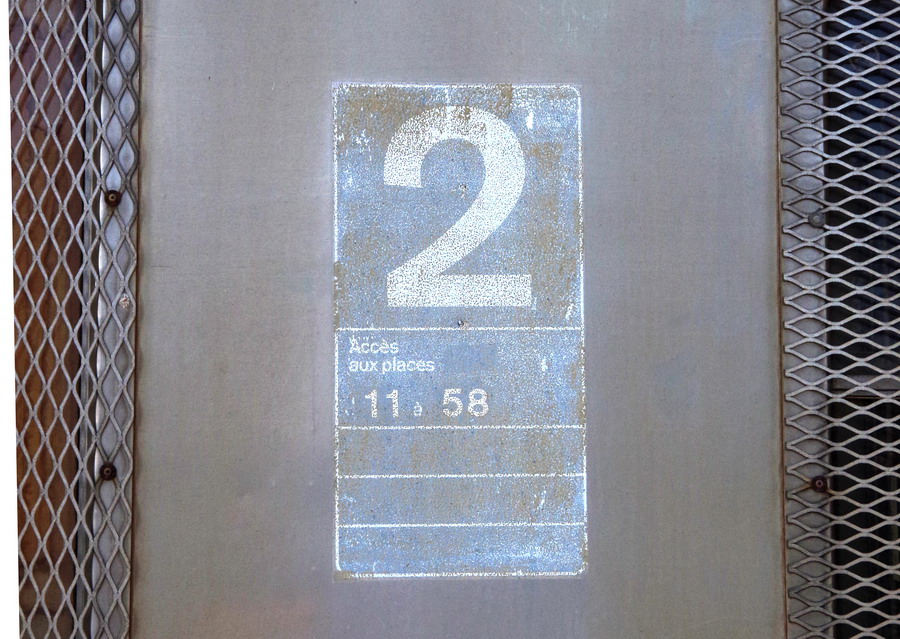 2
Accès
aux places
11 à 58